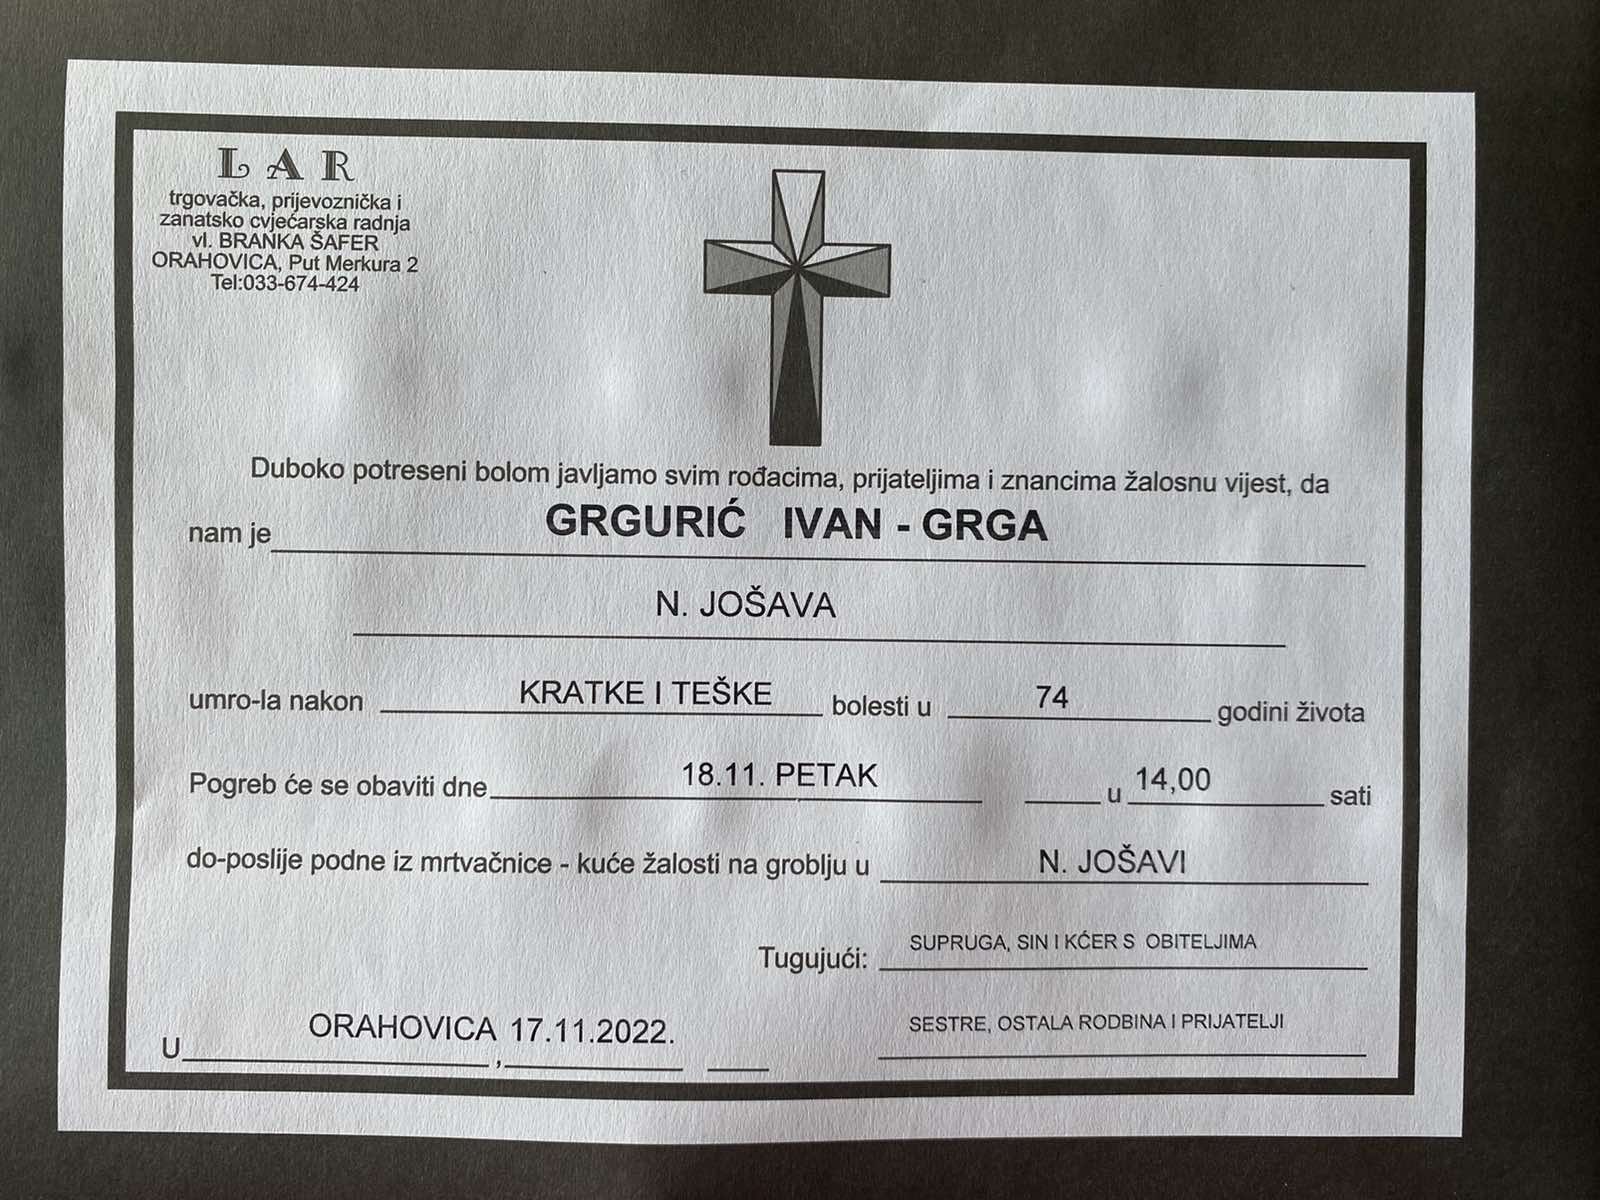 LAR
trgovačka, prijevoznička i
zanatsko cvjećarska radnja
vl. BRANKA ŠAFER
ORAHOVICA, Put Merkura 2
Tel:033-674-424
Duboko potreseni bolom javljamo svim rođacima, prijateljima i znancima žalosnu vijest, da
nam je GRGURIĆ IVAN - GRGA
N. JOŠAVA
umro-la nakon KRATKE I TEŠKE bolesti u 74 godini života
Pogreb će se obaviti dne 18.11. PETAK u 14,00 sati
do-poslije podne iz mrtvačnice - kuće žalosti na groblju u N. JOŠAVI
Tugujući: SUPRUGA, SIN I KĆER S OBITELJIMA
SESTRE, OSTALA RODBINA I PRIJATELJI
U ORAHOVICA 17.11.2022. ,